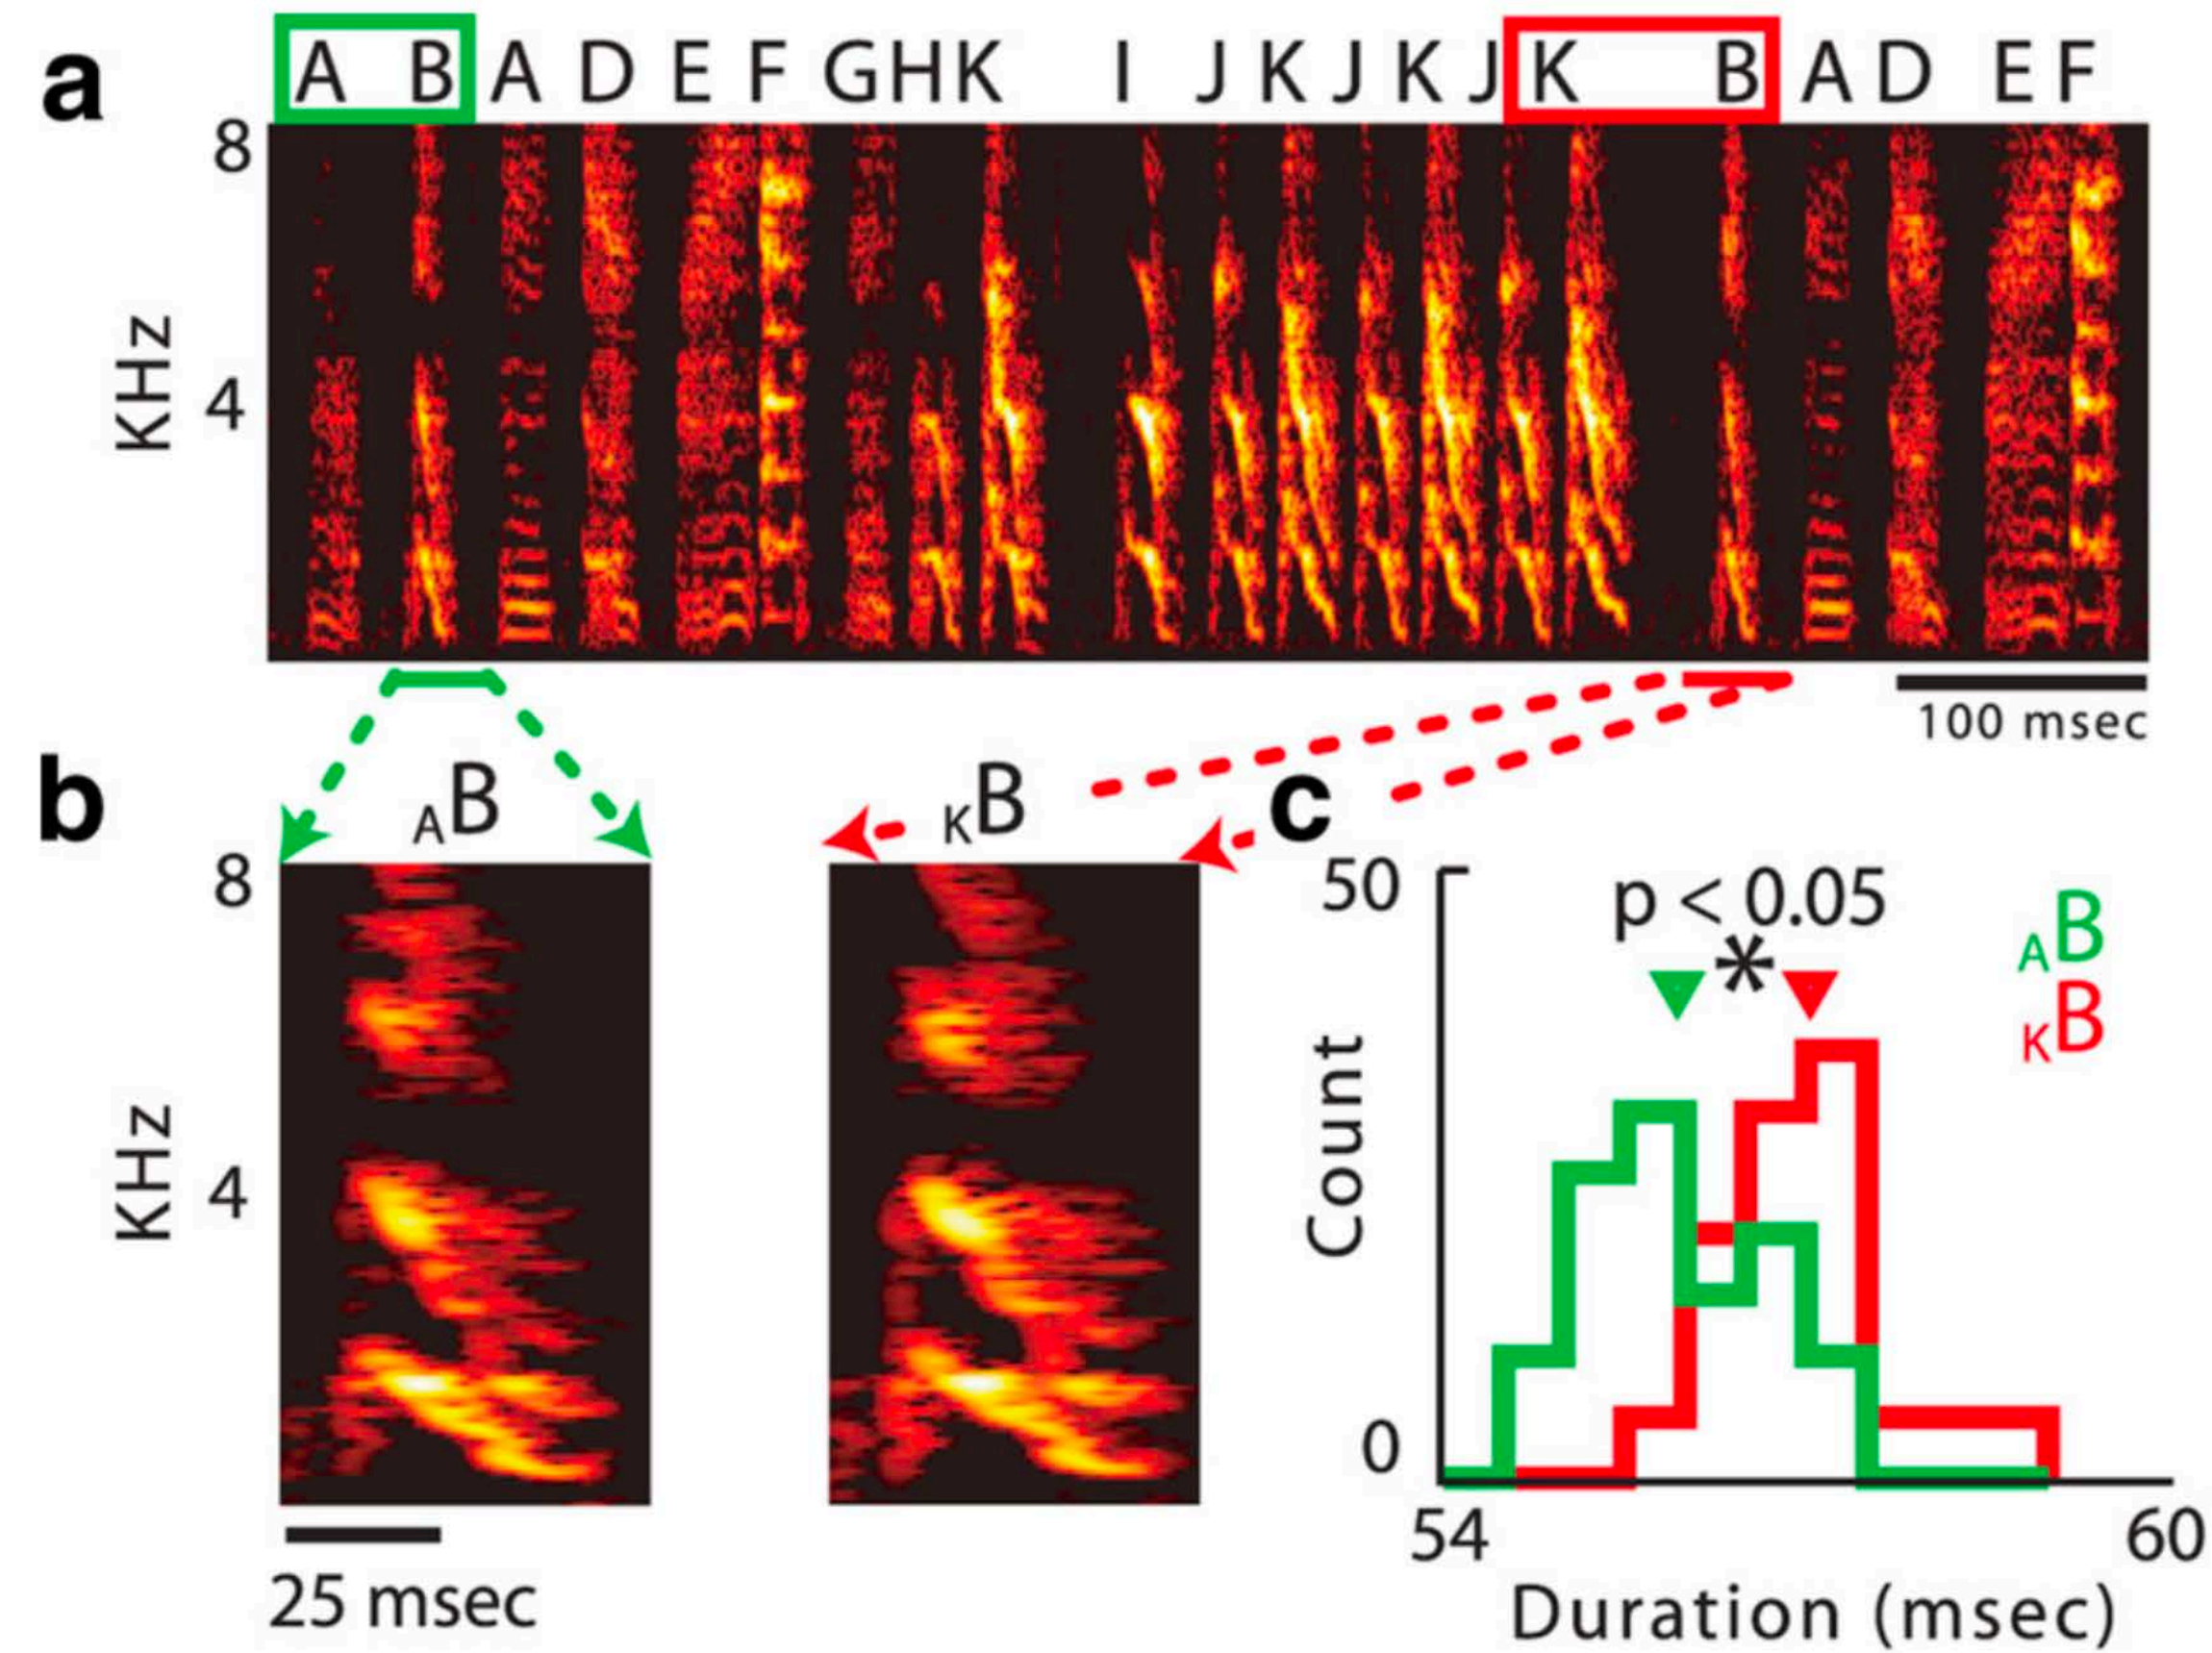 a
A B A D E F G H K I J K J K J K B A D E F
8
KHz
4
100 msec
b
AB
KB
8
KHz
4
25 msec
c
50
p < 0.05
*
AB
KB
Count
0
54 60
Duration (msec)